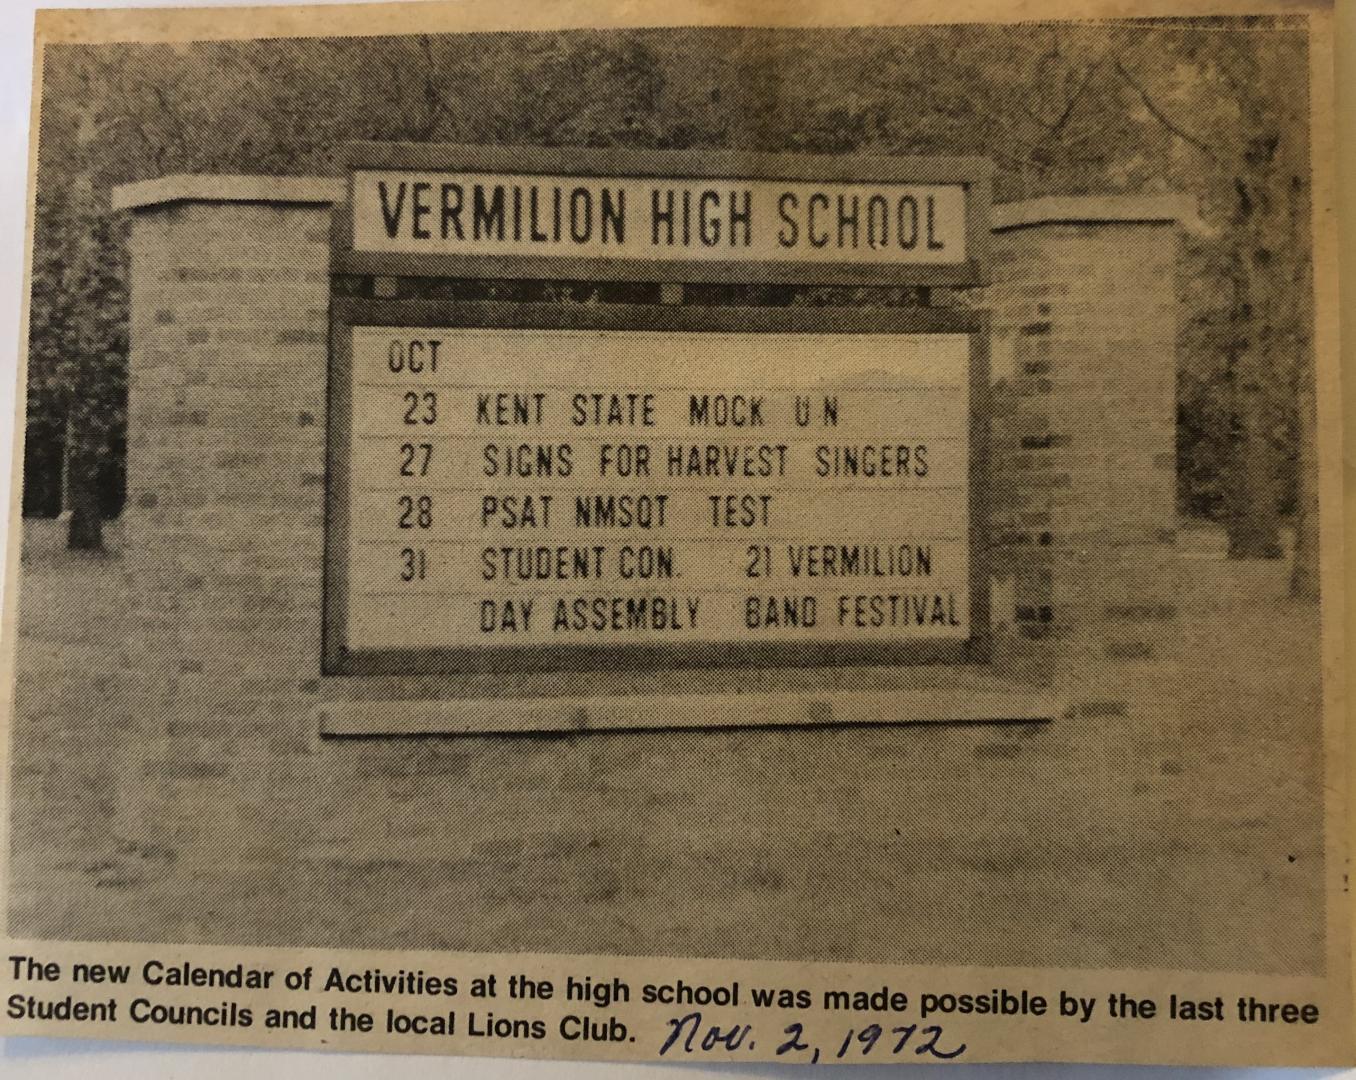 VERMILION HIGH SCHOOL
OCT
23 KENT STATE MOCK U N
27 SIGNS FOR HARVEST SINGERS
28 PSAT NMSQT TEST
31 STUDENT CON. 21 VERMILION
DAY ASSEMBLY BAND FESTIVAL
The new Calendar of Activities at the high school was made possible by the last three
Student Councils and the local Lions Club. Nov. 2, 1972